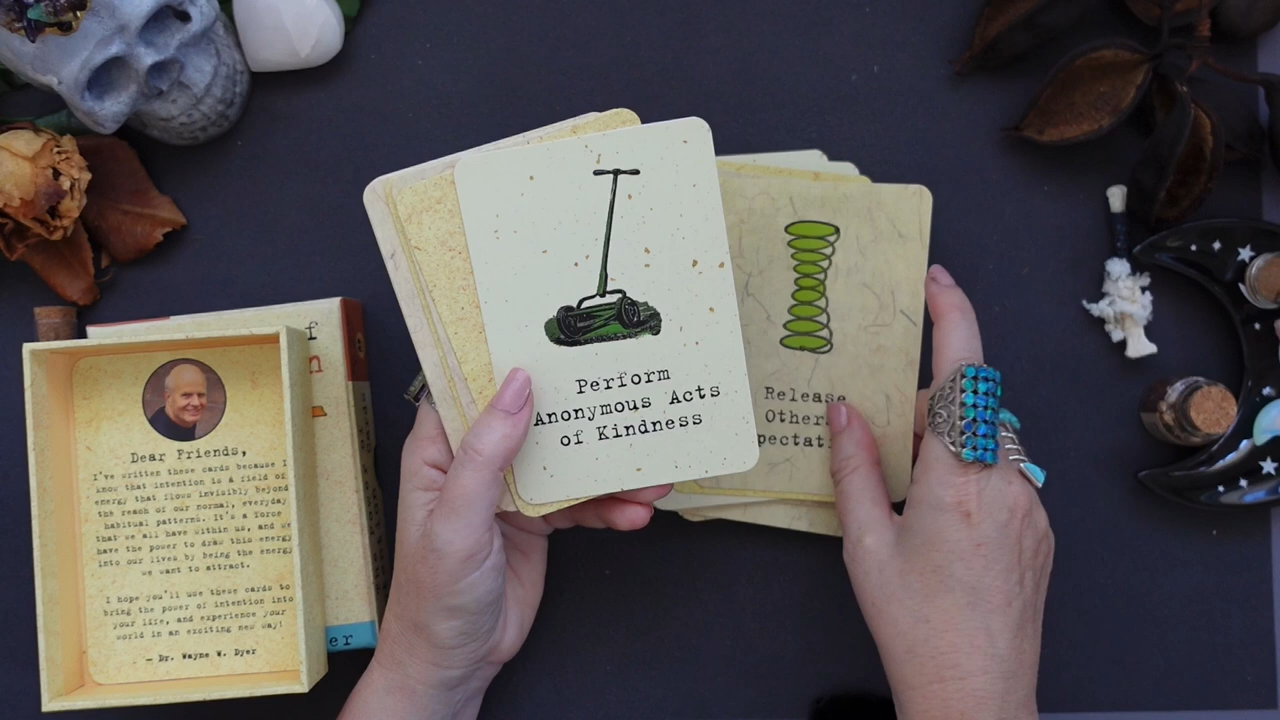 Perform
Anonymous Acts
of Kindness
Release
Other
pectat
f
n
er
Dear Friends,
I've written these cards because I
know that intention is a field of
energy that flows invisibly beyond
the reach of our normal, everyday
habitual patterns. It's a force
that we all have within us, and we
have the power to draw this energy
into our lives by being the energy
we want to attract.
I hope you'll use these cards to
bring the power of intention into
your life, and experience your
world in an exciting new way!
— Dr. Wayne W. Dyer